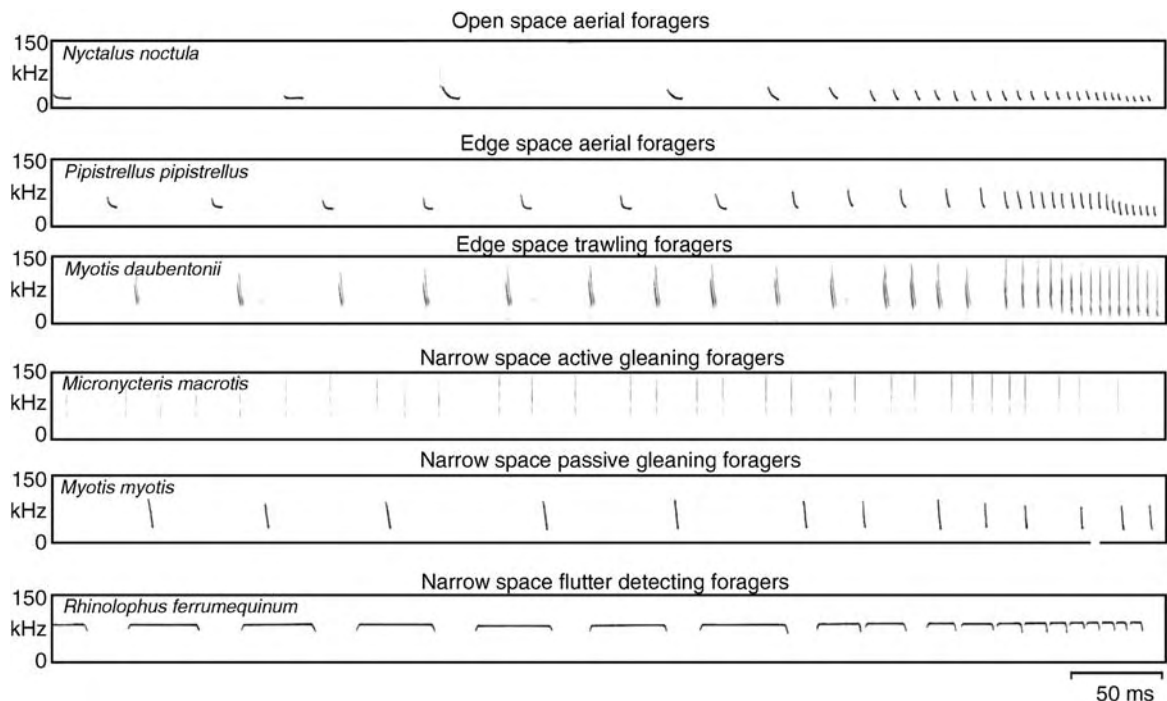 Open space aerial foragers
150
kHz
0
Nyctalus noctula
Edge space aerial foragers
150
kHz
0
Pipistrellus pipistrellus
Edge space trawling foragers
150
kHz
0
Myotis daubentonii
Narrow space active gleaning foragers
150
kHz
0
Micronycteris macrotis
Narrow space passive gleaning foragers
150
kHz
0
Myotis myotis
Narrow space flutter detecting foragers
150
kHz
0
Rhinolophus ferrumequinum
50 ms